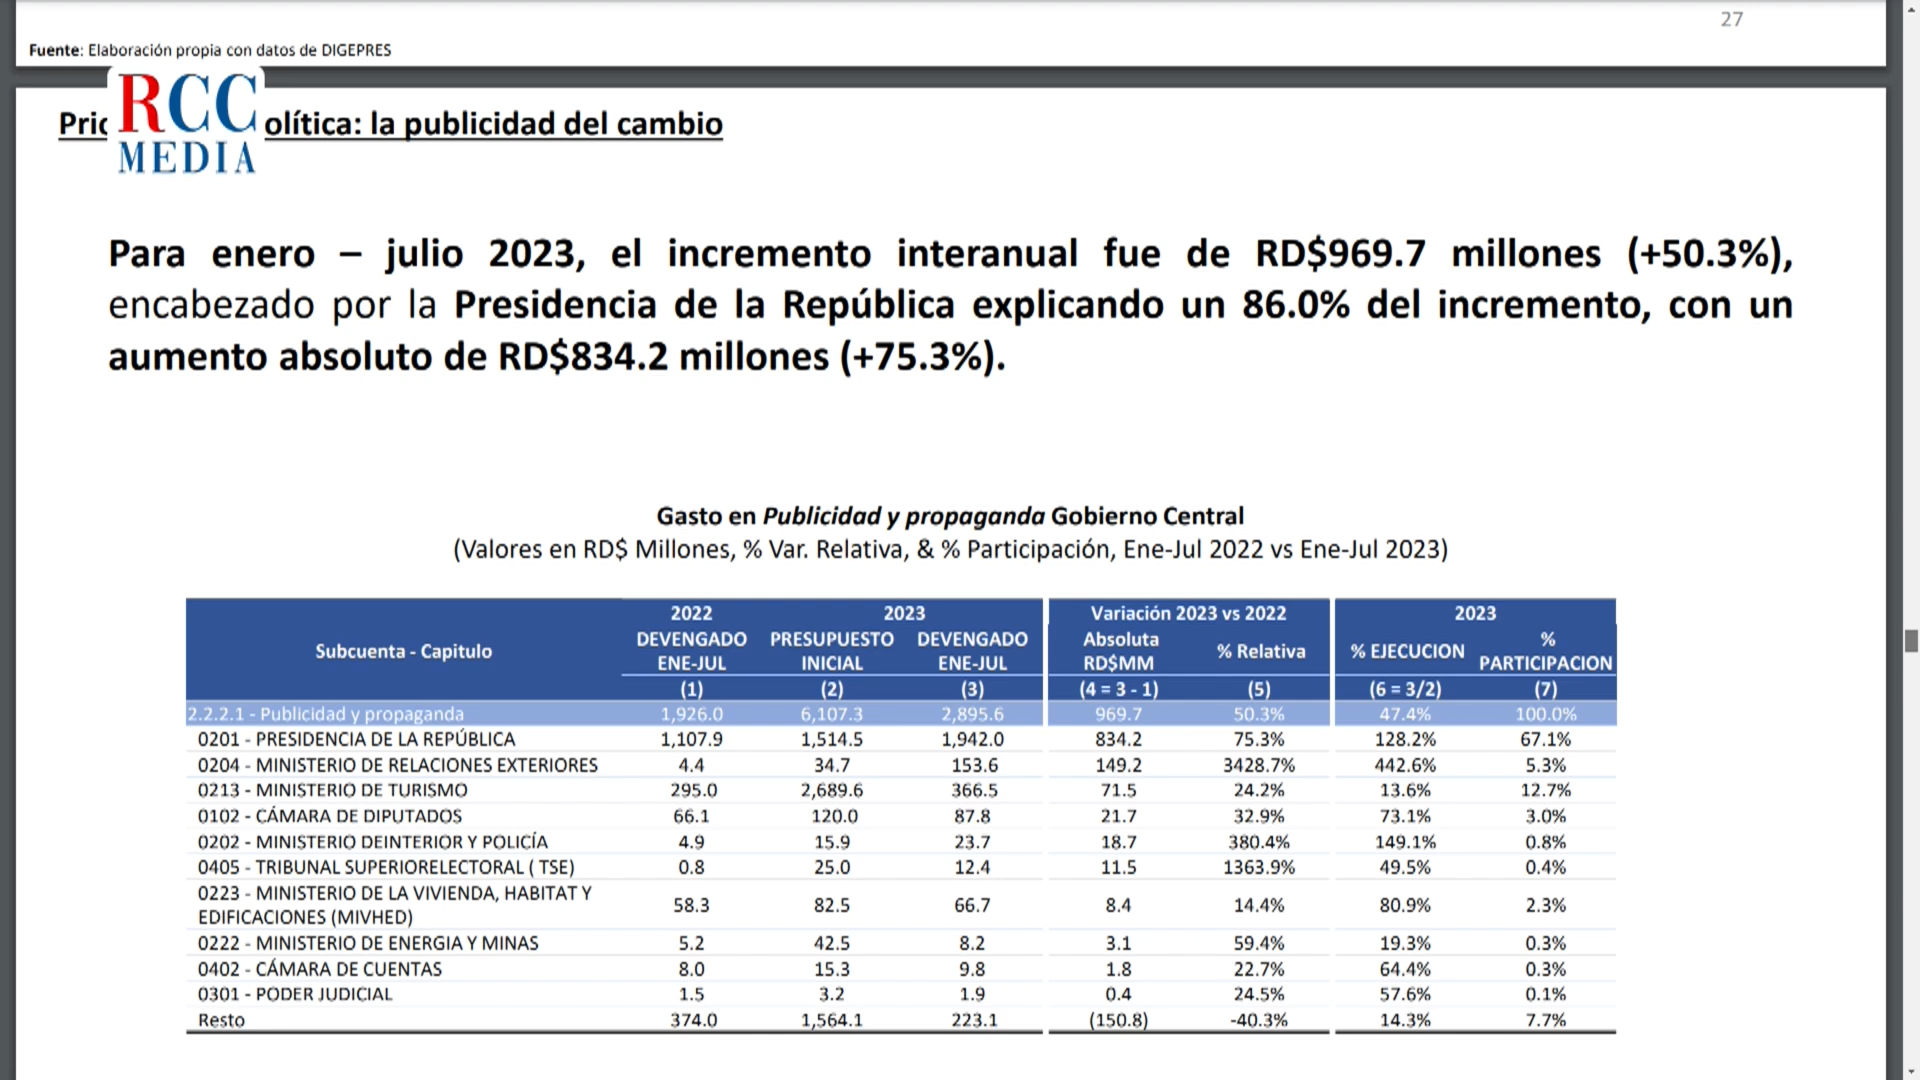 27
Fuente: Elaboración propia con datos de DIGEPRES
RCC
MEDIA
olítica: la publicidad del cambio
Para enero – julio 2023, el incremento interanual fue de RD$969.7 millones (+50.3%),
encabezado por la Presidencia de la República explicando un 86.0% del incremento, con un
aumento absoluto de RD$834.2 millones (+75.3%).
Gasto en Publicidad y propaganda Gobierno Central
(Valores en RD$ Millones, % Var. Relativa, & % Participación, Ene-Jul 2022 vs Ene-Jul 2023)
2022 2023 Variación 2023 vs 2022 2023
Subcuenta - Capitulo DEVENGADO ENE-JUL PRESUPUESTO INICIAL DEVENGADO ENE-JUL Absoluta RD$MM % Relativa % EJECUCION % PARTICIPACION
(1) (2) (3) (4 = 3 - 1) (5) (6 = 3/2) (7)
2.2.2.1 - Publicidad y propaganda 1,926.0 6,107.3 2,895.6 969.7 50.3% 47.4% 100.0%
0201 - PRESIDENCIA DE LA REPÚBLICA 1,107.9 1,514.5 1,942.0 834.2 75.3% 128.2% 67.1%
0204 - MINISTERIO DE RELACIONES EXTERIORES 4.4 34.7 153.6 149.2 3428.7% 442.6% 5.3%
0213 - MINISTERIO DE TURISMO 295.0 2,689.6 366.5 71.5 24.2% 13.6% 12.7%
0102 - CÁMARA DE DIPUTADOS 66.1 120.0 87.8 21.7 32.9% 73.1% 3.0%
0202 - MINISTERIO DEINTERIOR Y POLICÍA 4.9 15.9 23.7 18.7 380.4% 149.1% 0.8%
0405 - TRIBUNAL SUPERIORELECTORAL ( TSE) 0.8 25.0 12.4 11.5 1363.9% 49.5% 0.4%
0223 - MINISTERIO DE LA VIVIENDA, HABITAT Y
EDIFICACIONES (MIVHED) 58.3 82.5 66.7 8.4 14.4% 80.9% 2.3%
0222 - MINISTERIO DE ENERGIA Y MINAS 5.2 42.5 8.2 3.1 59.4% 19.3% 0.3%
0402 - CÁMARA DE CUENTAS 8.0 15.3 9.8 1.8 22.7% 64.4% 0.3%
0301 - PODER JUDICIAL 1.5 3.2 1.9 0.4 24.5% 57.6% 0.1%
Resto 374.0 1,564.1 223.1 (150.8) -40.3% 14.3% 7.7%